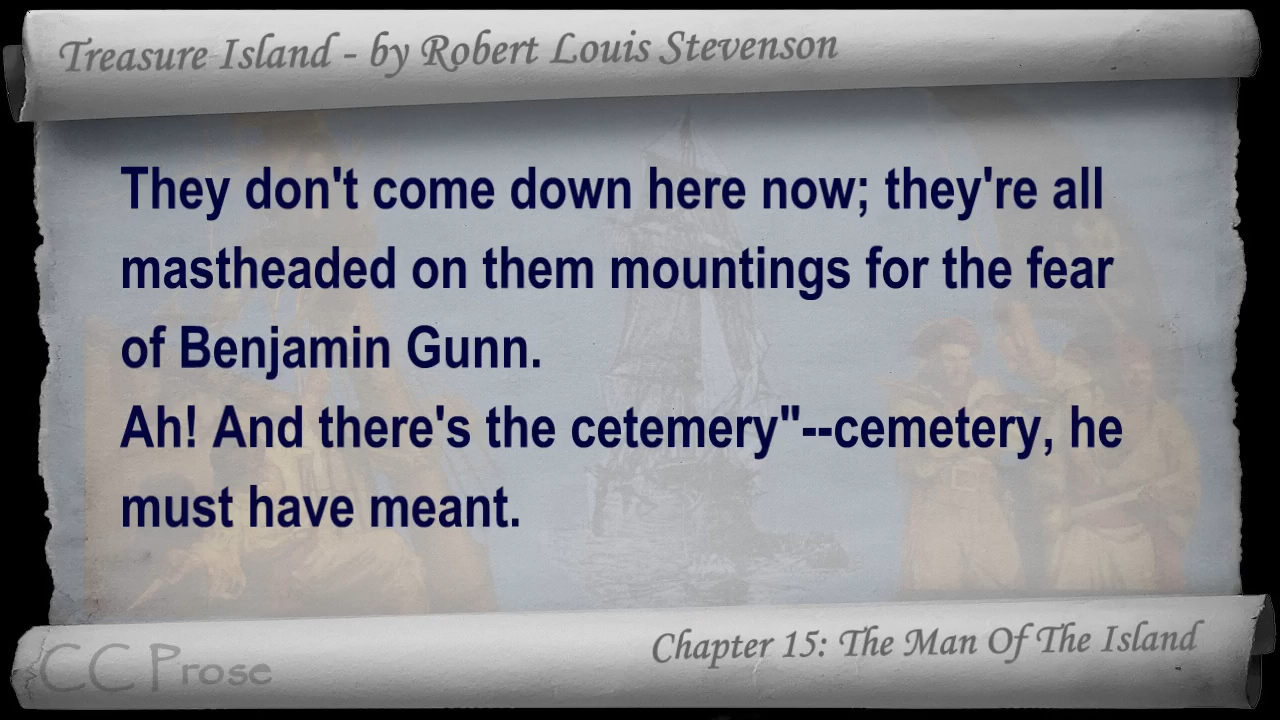 Treasure Island - by Robert Louis Stevenson
They don't come down here now; they're all
mastheaded on them mountings for the fear
of Benjamin Gunn.
Ah! And there's the cetemery"--cemetery, he
must have meant.
Chapter 15: The Man Of The Island
CC Prose